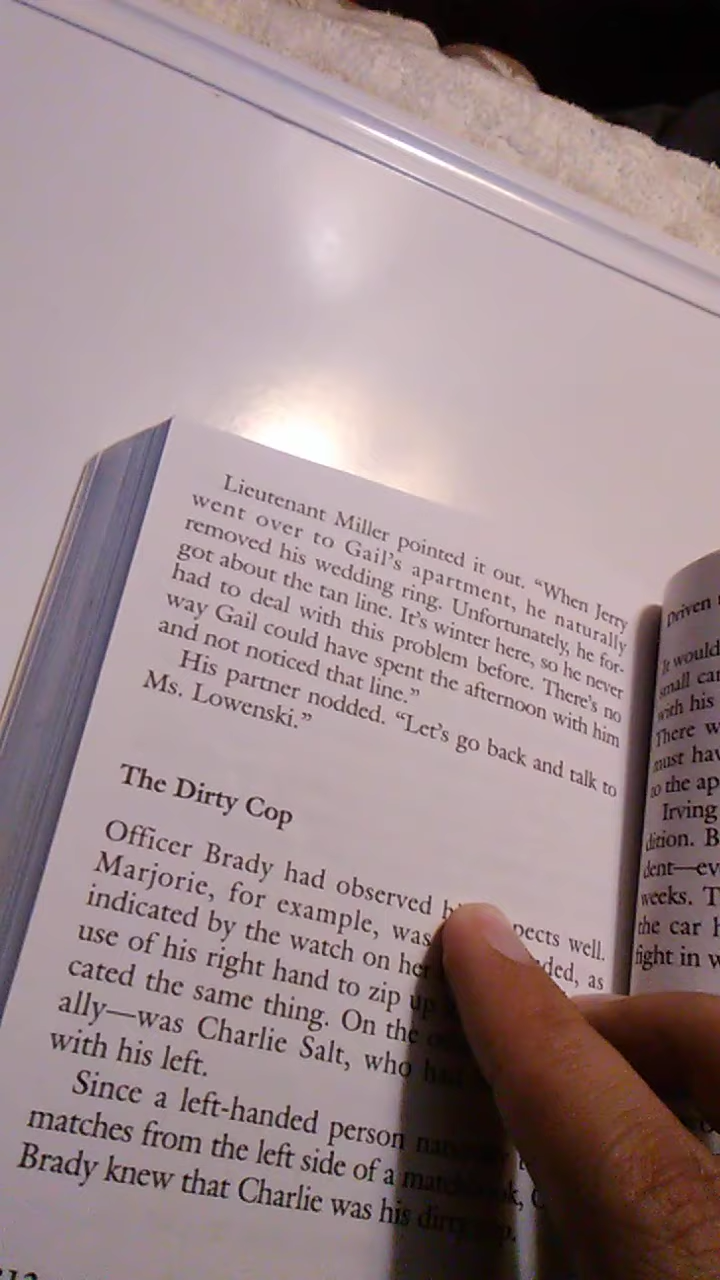 Lieutenant Miller pointed it out. “When Jerry
went over to Gail’s apartment, he naturally
removed his wedding ring. Unfortunately, he for-
got about the tan line. It’s winter here, so he never
had to deal with this problem before. There’s no
way Gail could have spent the afternoon with him
and not noticed that line.”
His partner nodded. “Let’s go back and talk to
Ms. Lowenski.”
The Dirty Cop
Officer Brady had observed well.
Marjorie, for example, was as
indicated by the watch on her
use of his right hand to zip up
cated the same thing. On the
ally—was Charlie Salt, who had
with his left.
Since a left-handed person
matches from the left side of a matchbook,
Brady knew that Charlie was his dirty cop.
Driven
It would
small car
with his
There w
must hav
to the ap
Irving
dition. B
dent—ev
weeks. T
the car h
fight in w